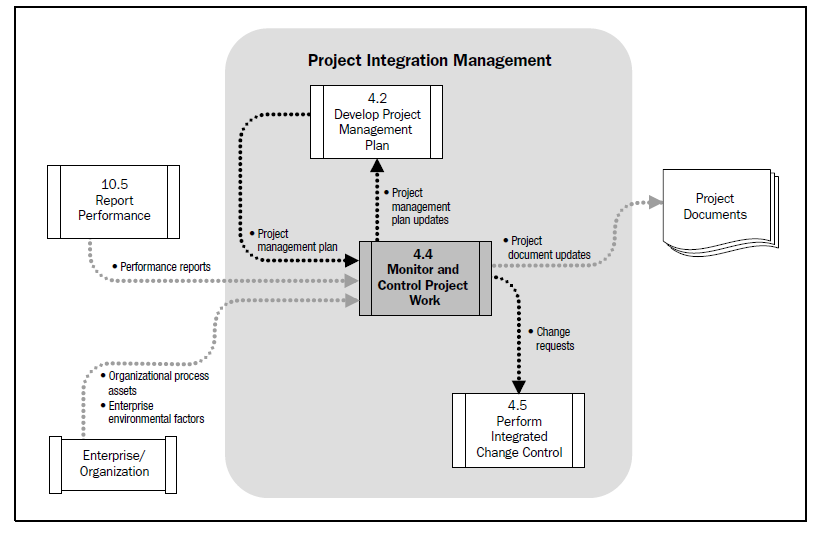 Project Integration Management
4.2
Develop Project
Management
Plan
10.5
Report
Performance
• Project
management
plan updates
Project
Documents
• Project
management plan
• Project
document updates
4.4
Monitor and
Control Project
Work
• Performance reports
• Change
requests
• Organizational process
assets
• Enterprise
environmental factors
4.5
Perform
Integrated
Change Control
Enterprise/
Organization